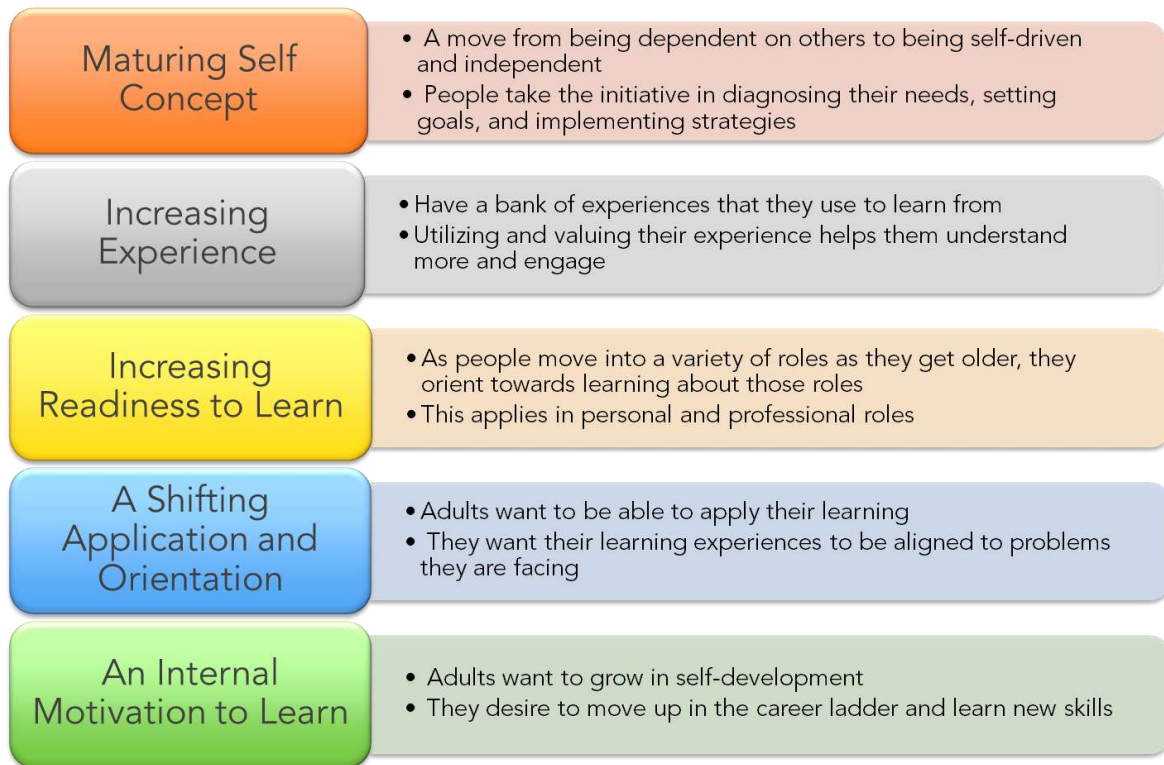 Maturing Self
Concept
• A move from being dependent on others to being self-driven
and independent
• People take the initiative in diagnosing their needs, setting
goals, and implementing strategies
Increasing
Experience
• Have a bank of experiences that they use to learn from
• Utilizing and valuing their experience helps them understand
more and engage
Increasing
Readiness to Learn
• As people move into a variety of roles as they get older, they
orient towards learning about those roles
• This applies in personal and professional roles
A Shifting
Application and
Orientation
• Adults want to be able to apply their learning
• They want their learning experiences to be aligned to problems
they are facing
An Internal
Motivation to Learn
• Adults want to grow in self-development
• They desire to move up in the career ladder and learn new skills